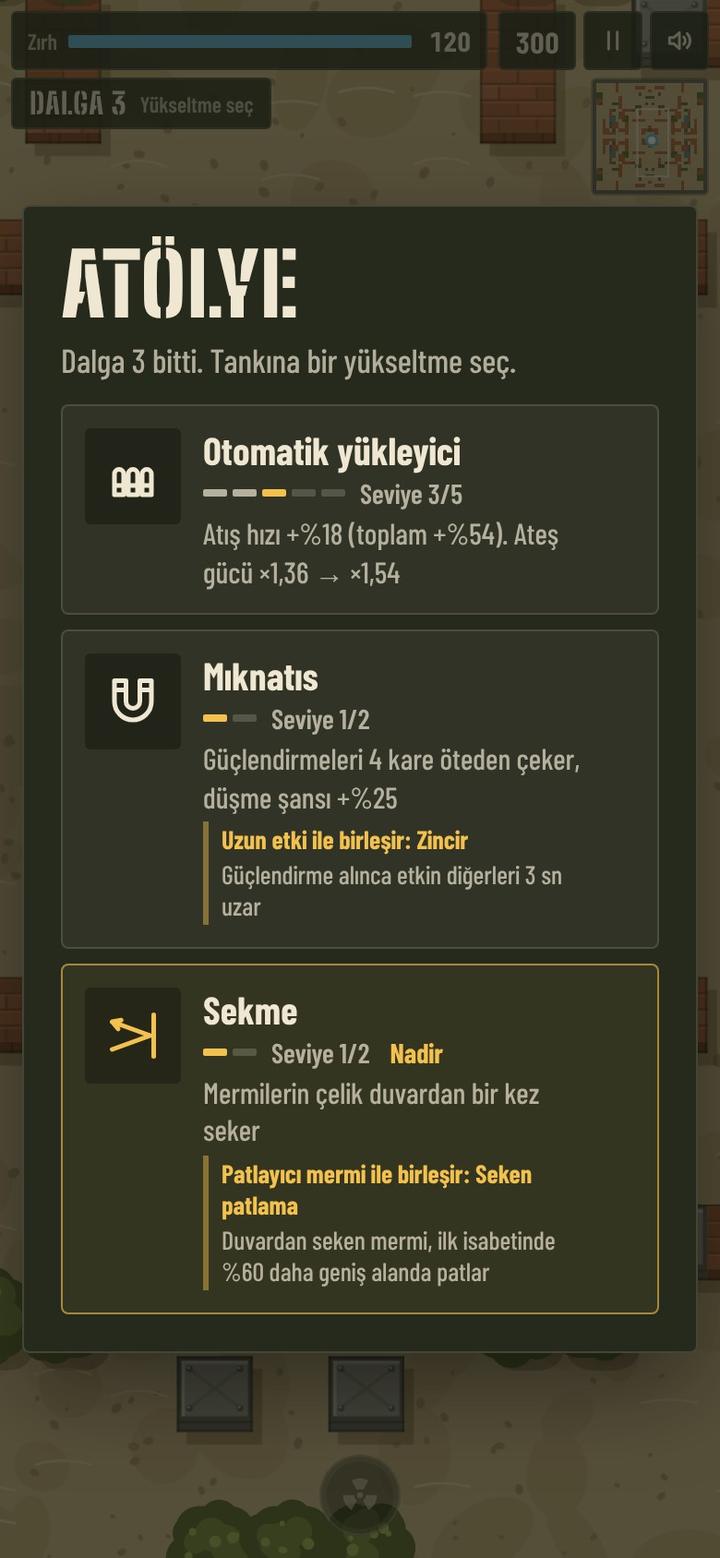 Zırh 120 300
DALGA 3 Yükseltme seç
ATÖLYE
Dalga 3 bitti. Tankına bir yükseltme seç.
Otomatik yükleyici
Seviye 3/5
Atış hızı +%18 (toplam +%54). Ateş
gücü ×1,36 → ×1,54
Mıknatıs
Seviye 1/2
Güçlendirmeleri 4 kare öteden çeker,
düşme şansı +%25
Uzun etki ile birleşir: Zincir
Güçlendirme alınca etkin diğerleri 3 sn
uzar
Sekme
Seviye 1/2 Nadir
Mermilerin çelik duvardan bir kez
seker
Patlayıcı mermi ile birleşir: Seken
patlama
Duvardan seken mermi, ilk isabetinde
%60 daha geniş alanda patlar